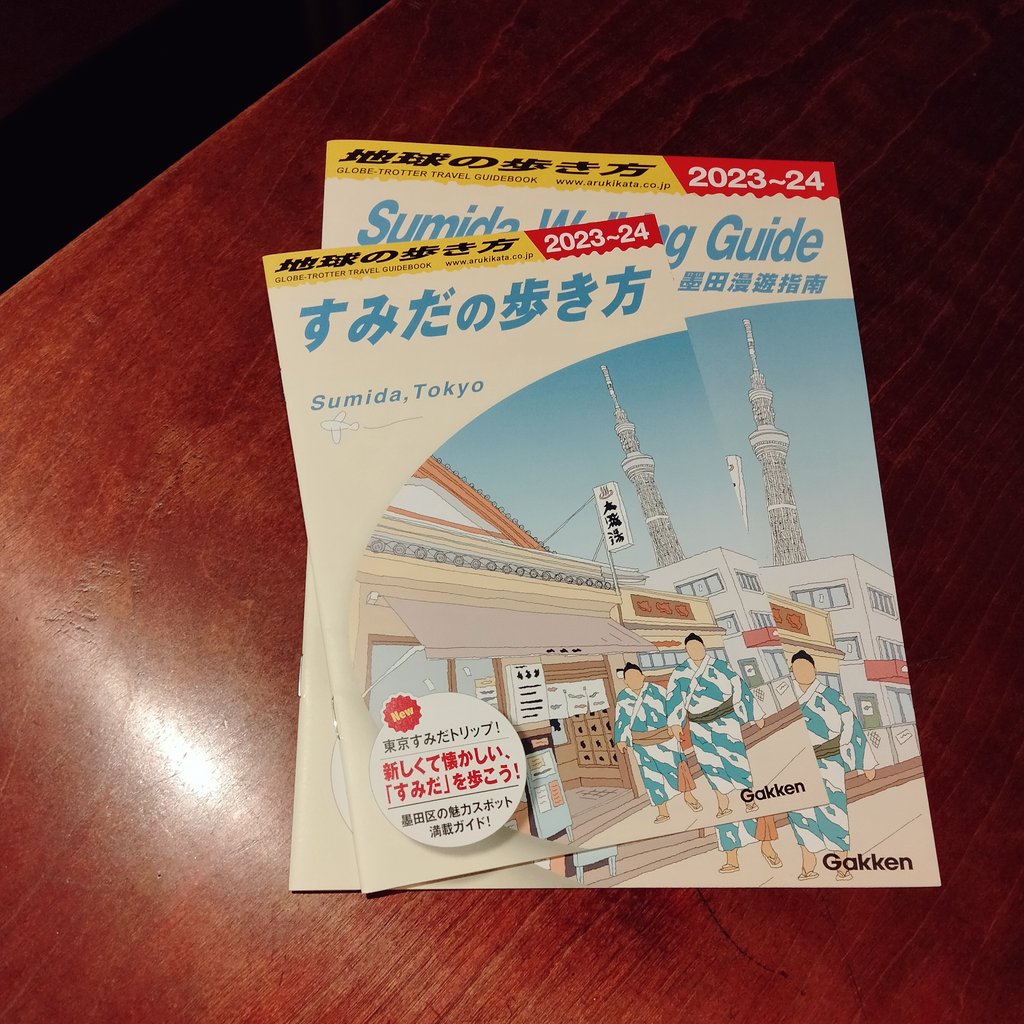 地球の歩き方
GLOBE-TROTTER TRAVEL GUIDEBOOK
www.arukikata.co.jp
2023~24
Sumida Guide
墨田漫遊指南
Gakken
地球の歩き方
GLOBE-TROTTER TRAVEL GUIDEBOOK
www.arukikata.co.jp
2023~24
すみだの歩き方
Sumida,Tokyo
New
東京すみだトリップ!
新しくて懐かしい、
「すみだ」を歩こう!
墨田区の魅力スポット
満載ガイド!
Gakken